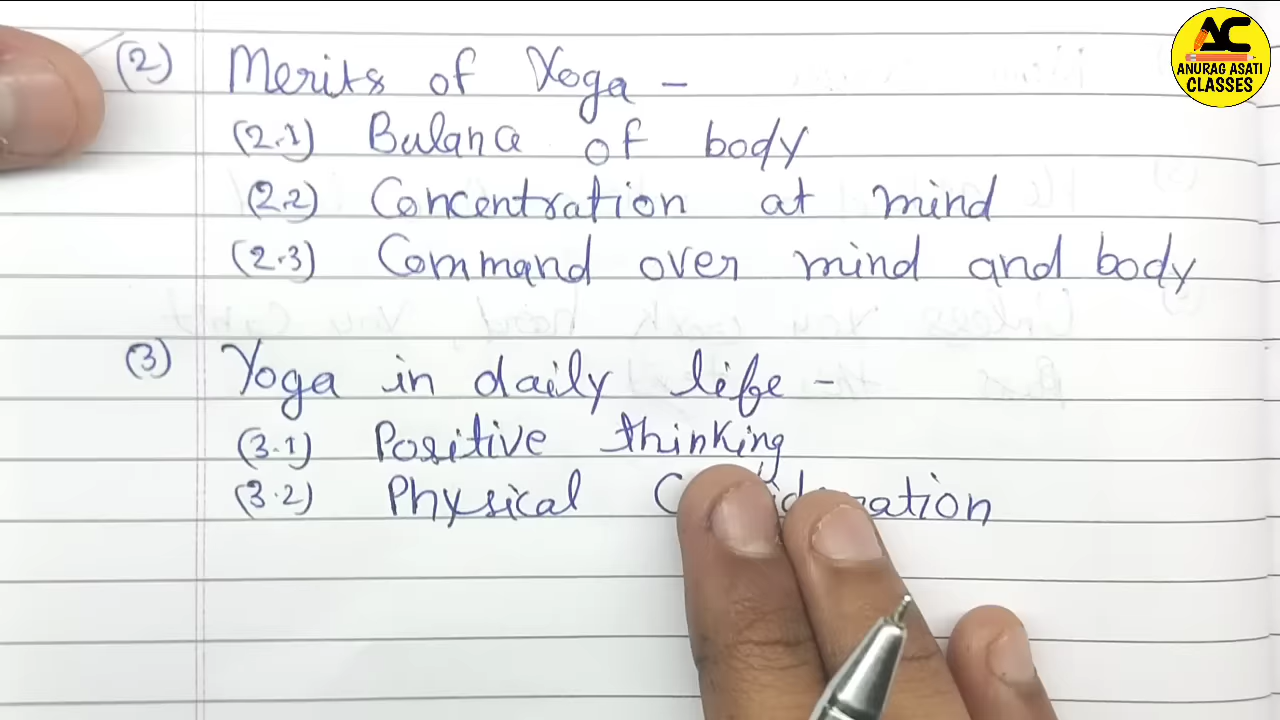 AC
ANURAG ASATI
CLASSES
(2) Merits of Yoga -
(2.1) Balance of body
(2.2) Concentration at mind
(2.3) Command over mind and body
(3) Yoga in daily life -
(3.1) Positive thinking
(3.2) Physical